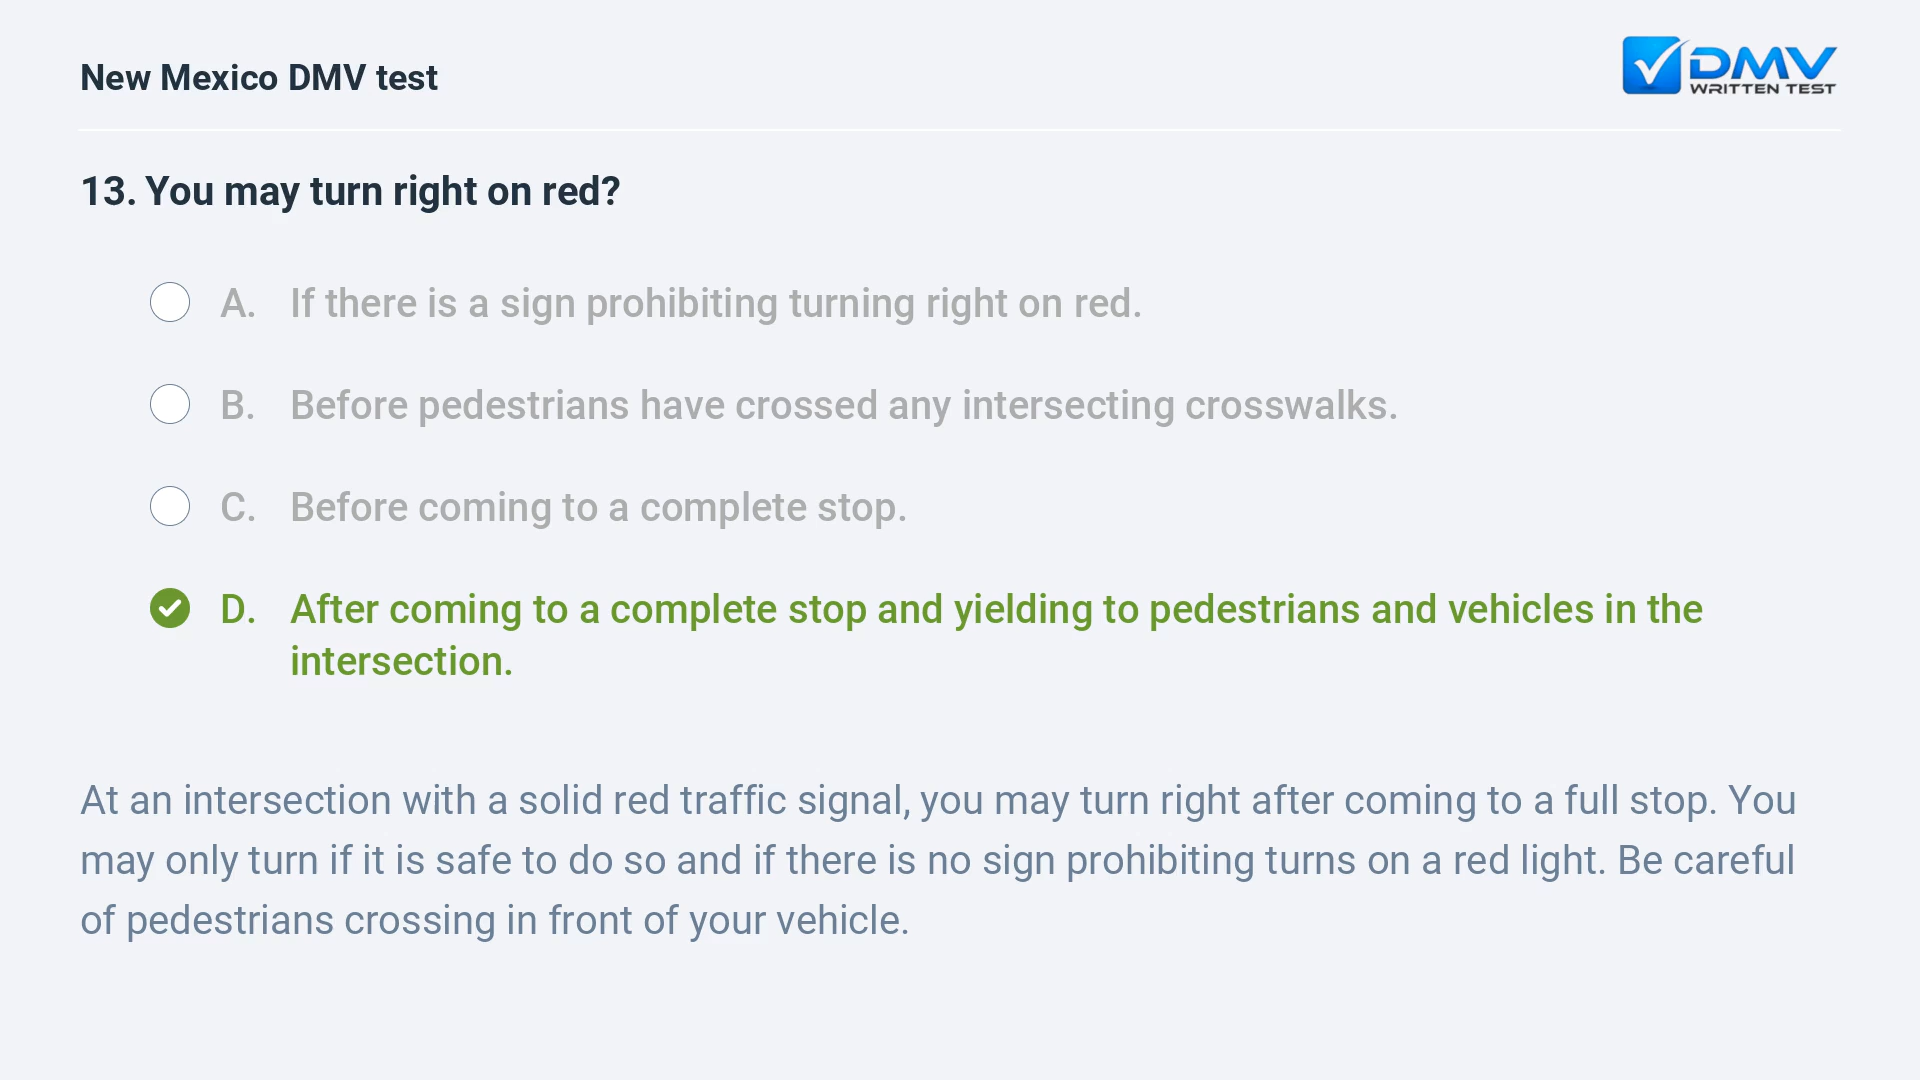 New Mexico DMV test
DMV
WRITTEN TEST
13. You may turn right on red?
A. If there is a sign prohibiting turning right on red.
B. Before pedestrians have crossed any intersecting crosswalks.
C. Before coming to a complete stop.
D. After coming to a complete stop and yielding to pedestrians and vehicles in the
intersection.
At an intersection with a solid red traffic signal, you may turn right after coming to a full stop. You
may only turn if it is safe to do so and if there is no sign prohibiting turns on a red light. Be careful
of pedestrians crossing in front of your vehicle.